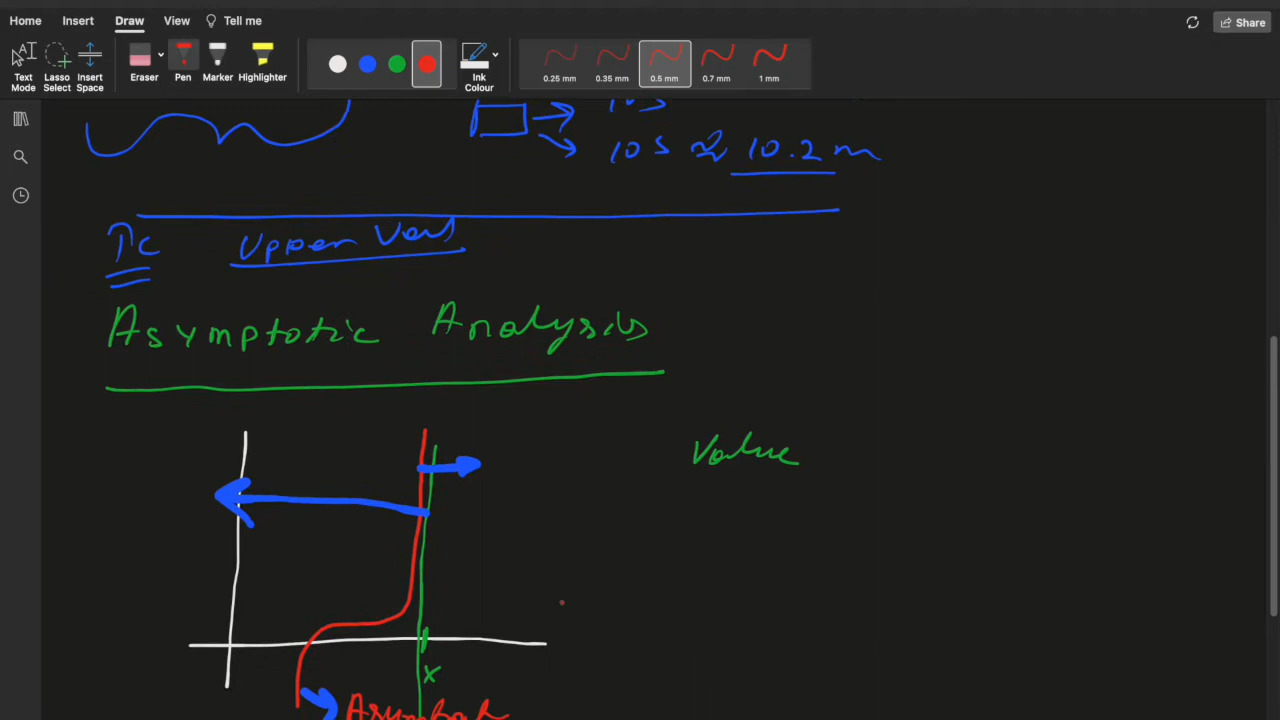 Home Insert Draw View Tell me
Share
Text Mode
Lasso Select
Insert Space
Eraser
Pen
Marker
Highlighter
Ink Colour
0.25 mm
0.35 mm
0.5 mm
0.7 mm
1 mm
10s
10 s ≈ 10.2 m
TC Upper
Asymptotic Analysis
Value
x